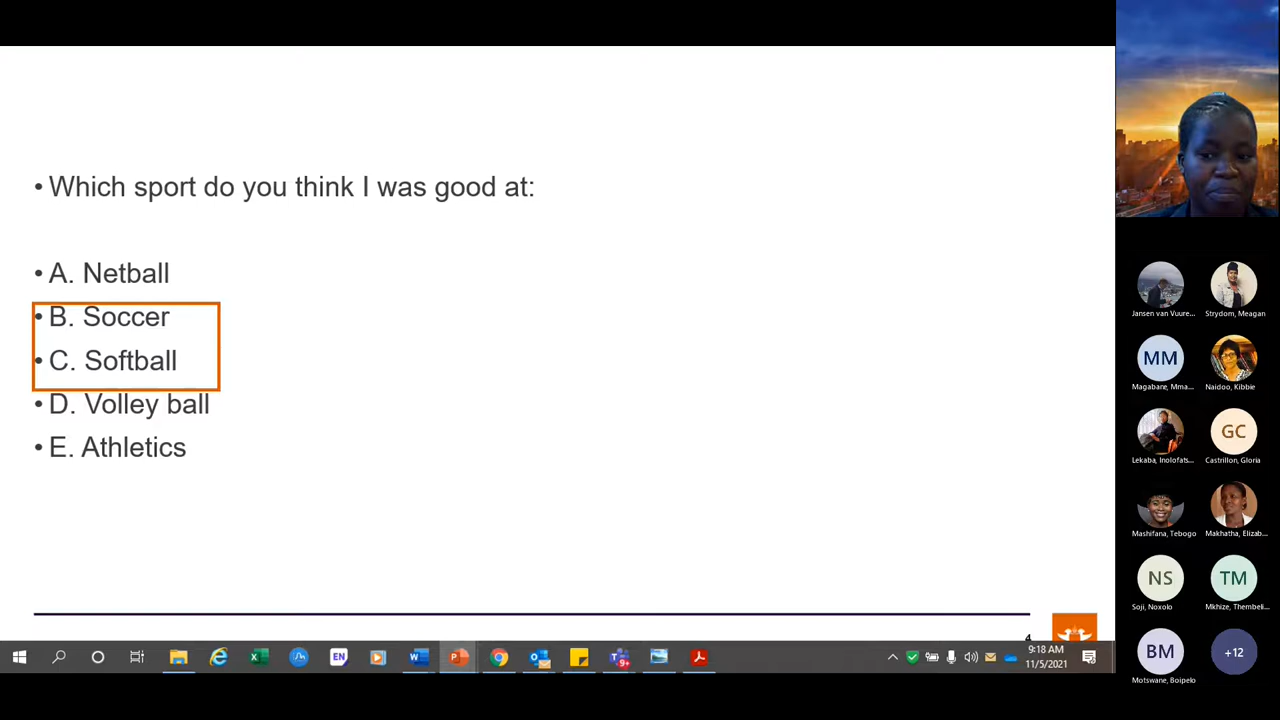 • Which sport do you think I was good at:
• A. Netball
• B. Soccer
• C. Softball
• D. Volley ball
• E. Athletics
4
Jansen van Vuure...
Strydom, Meagan
MM
Magabane, Mma...
Naidoo, Kibbie
Lekaba, Inolofats...
GC
Castrillon, Gloria
Mashifana, Tebogo
Makhatha, Elizab...
NS
Soji, Noxolo
TM
Mkhize, Thembeli...
BM
Motswane, Boipelo
+12
EN
9+
9:18 AM
11/5/2021